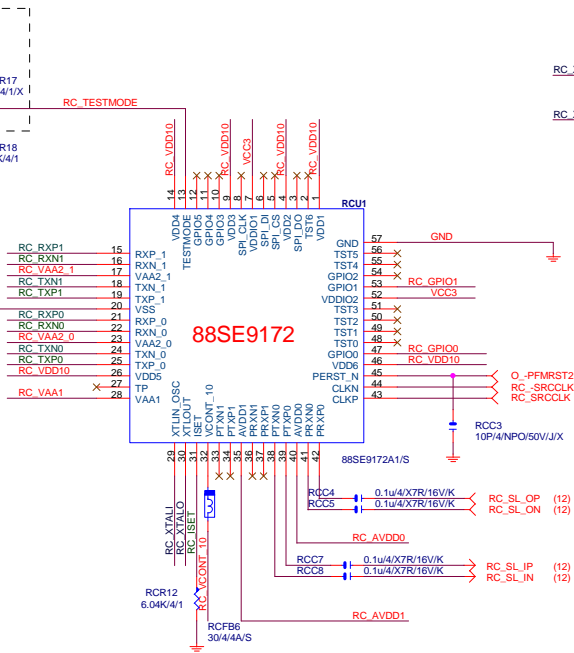 R17
4/1/X
RC_TESTMODE
R18
K/4/1
RC_
RC_
RC_VDD10
RC_VDD10
VCC3
RC_VDD10
RC_VDD10
14 13 12 11 10 9 8 7 6 5 4 3 2 1
RCU1
VDD4 TESTMODE GPIO5 GPIO4 GPIO3 VDD3 SPI_CLK VDDIO1 SPI_DI SPI_CS VDD2 SPI_DO TST6 VDD1
RC_RXP1 15 RXP_1
RC_RXN1 16 RXN_1
RC_VAA2_1 17 VAA2_1
RC_TXN1 18 TXN_1
RC_TXP1 19 TXP_1
20 VSS
RC_RXP0 21 RXP_0
RC_RXN0 22 RXN_0
RC_VAA2_0 23 VAA2_0
RC_TXN0 24 TXN_0
RC_TXP0 25 TXP_0
RC_VDD10 26 VDD5
27 TP
RC_VAA1 28 VAA1
88SE9172
GND 57 GND
TST5 56
TST4 55
GPIO2 54
GPIO1 53 RC_GPIO1
VDDIO2 52 VCC3
TST3 51
TST2 50
TST1 49
TST0 48
GPIO0 47 RC_GPIO0
VDD6 46 RC_VDD10
PERST_N 45 O_-PFMRST2
CLKN 44 RC_-SRCCLK
CLKP 43 RC_SRCCLK
XTLIN_OSC XTLOUT ISET VCONT_10 PTXN1 PTXP1 AVDD1 PRXN1 PRXP1 PTXN0 PTXP0 AVDD0 PRXN0 PRXP0
29 30 31 32 33 34 35 36 37 38 39 40 41 42
88SE9172A1/S
RCC3
10P/4/NPO/50V/J/X
RC_XTALI
RC_XTALO
RC_ISET
RC_VCONT_10
RCC4 0.1u/4/X7R/16V/K RC_SL_OP (12)
RCC5 0.1u/4/X7R/16V/K RC_SL_ON (12)
RC_AVDD0
RCC7 0.1u/4/X7R/16V/K RC_SL_IP (12)
RCC8 0.1u/4/X7R/16V/K RC_SL_IN (12)
RCR12
6.04K/4/1
RC_AVDD1
RCFB6
30/4/4A/S